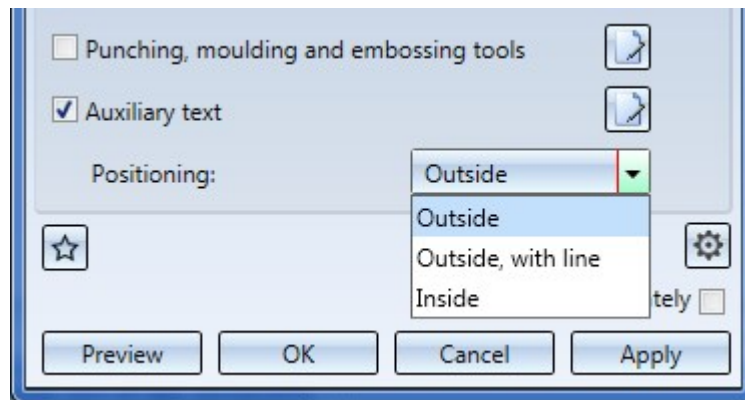 Punching, moulding and embossing tools
Auxiliary text
Positioning: Outside
Outside
Outside, with line
Inside
tely
Preview OK Cancel Apply